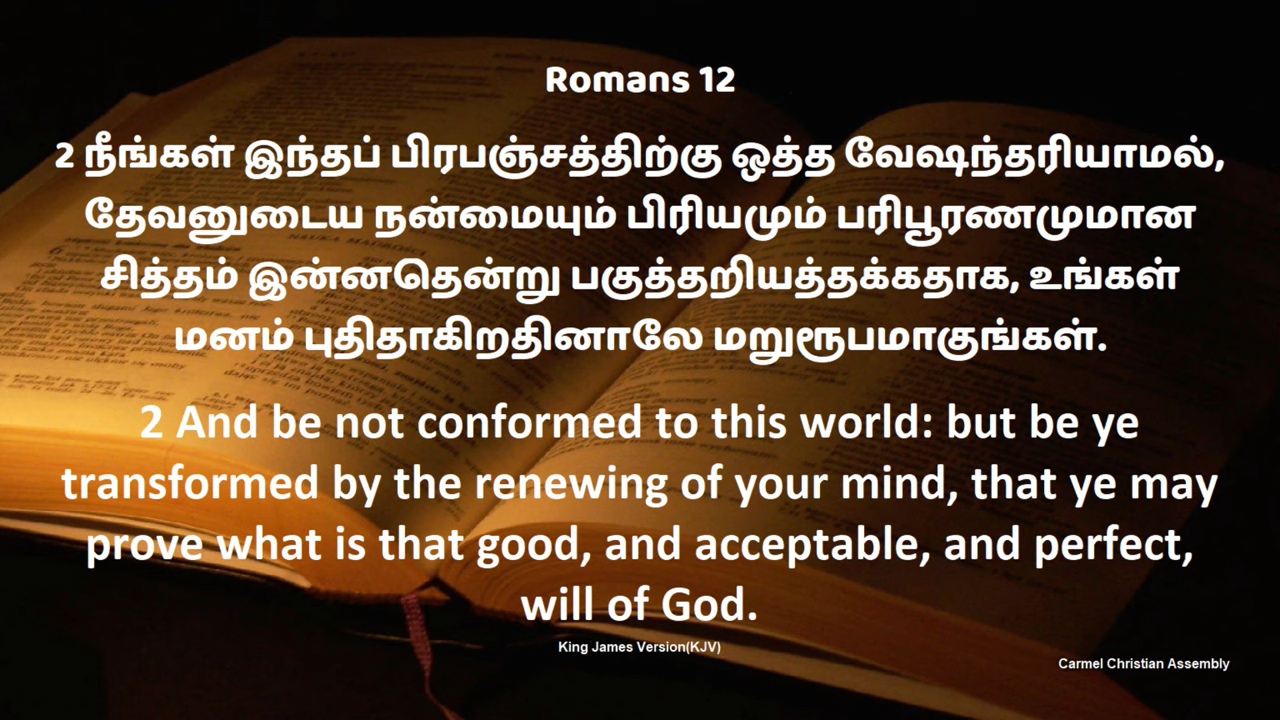 Romans 12
2 நீங்கள் இந்தப் பிரபஞ்சத்திற்கு ஒத்த வேஷந்தரியாமல்,
தேவனுடைய நன்மையும் பிரியமும் பரிபூரணமுமான
சித்தம் இன்னதென்று பகுத்தறியத்தக்கதாக, உங்கள்
மனம் புதிதாகிறதினாலே மறுரூபமாகுங்கள்.
2 And be not conformed to this world: but be ye
transformed by the renewing of your mind, that ye may
prove what is that good, and acceptable, and perfect,
will of God.
King James Version(KJV)
Carmel Christian Assembly